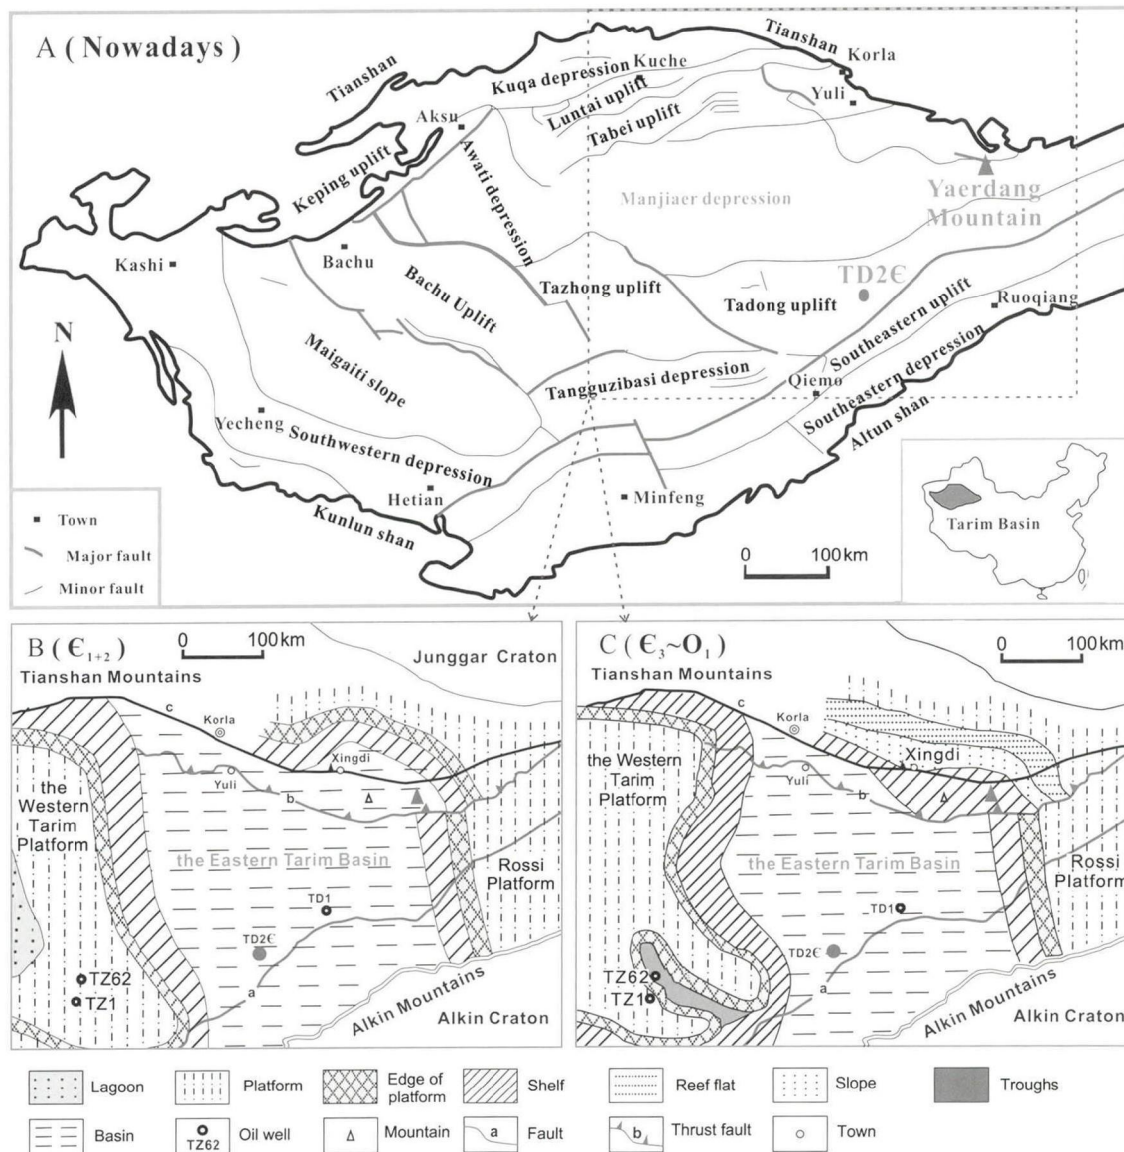 A ( Nowadays )
Tianshan
Tianshan
Korla
Kuche
Kuqa depression
Luntai uplift
Yuli
Aksu
Tabei uplift
Awati depression
Keping uplift
Manjiaer depression
Yaerdang
Mountain
Kashi
Bachu
Bachu Uplift
Tazhong uplift
TD2Є
Tadong uplift
Ruoqiang
Southeastern uplift
N
Maigaiti slope
Tangguzibasi depression
Qiemo
Southeastern depression
Altun shan
Yecheng
Southwestern depression
Hetian
Minfeng
Kunlun shan
Tarim Basin
Town
Major fault
Minor fault
0 100km
B ( Є1+2 )
0 100km
Junggar Craton
Tianshan Mountains
c
Korla
Xingdi
Yuli
b
the
Western
Tarim
Platform
the Eastern Tarim Basin
Rossi
Platform
TD1
TD2Є
TZ62
TZ1
a
Alkin Mountains
Alkin Craton
C ( Є3~O1 )
0 100km
Tianshan Mountains
c
Korla
Xingdi
the Western
Tarim
Platform
Yuli
b
the Eastern Tarim Basin
Rossi
Platform
TD1
TD2Є
TZ62
TZ1
a
Alkin Mountains
Alkin Craton
Lagoon
Platform
Edge of
platform
Shelf
Reef flat
Slope
Troughs
Basin
TZ62
Oil well
Mountain
a
Fault
b
Thrust fault
Town